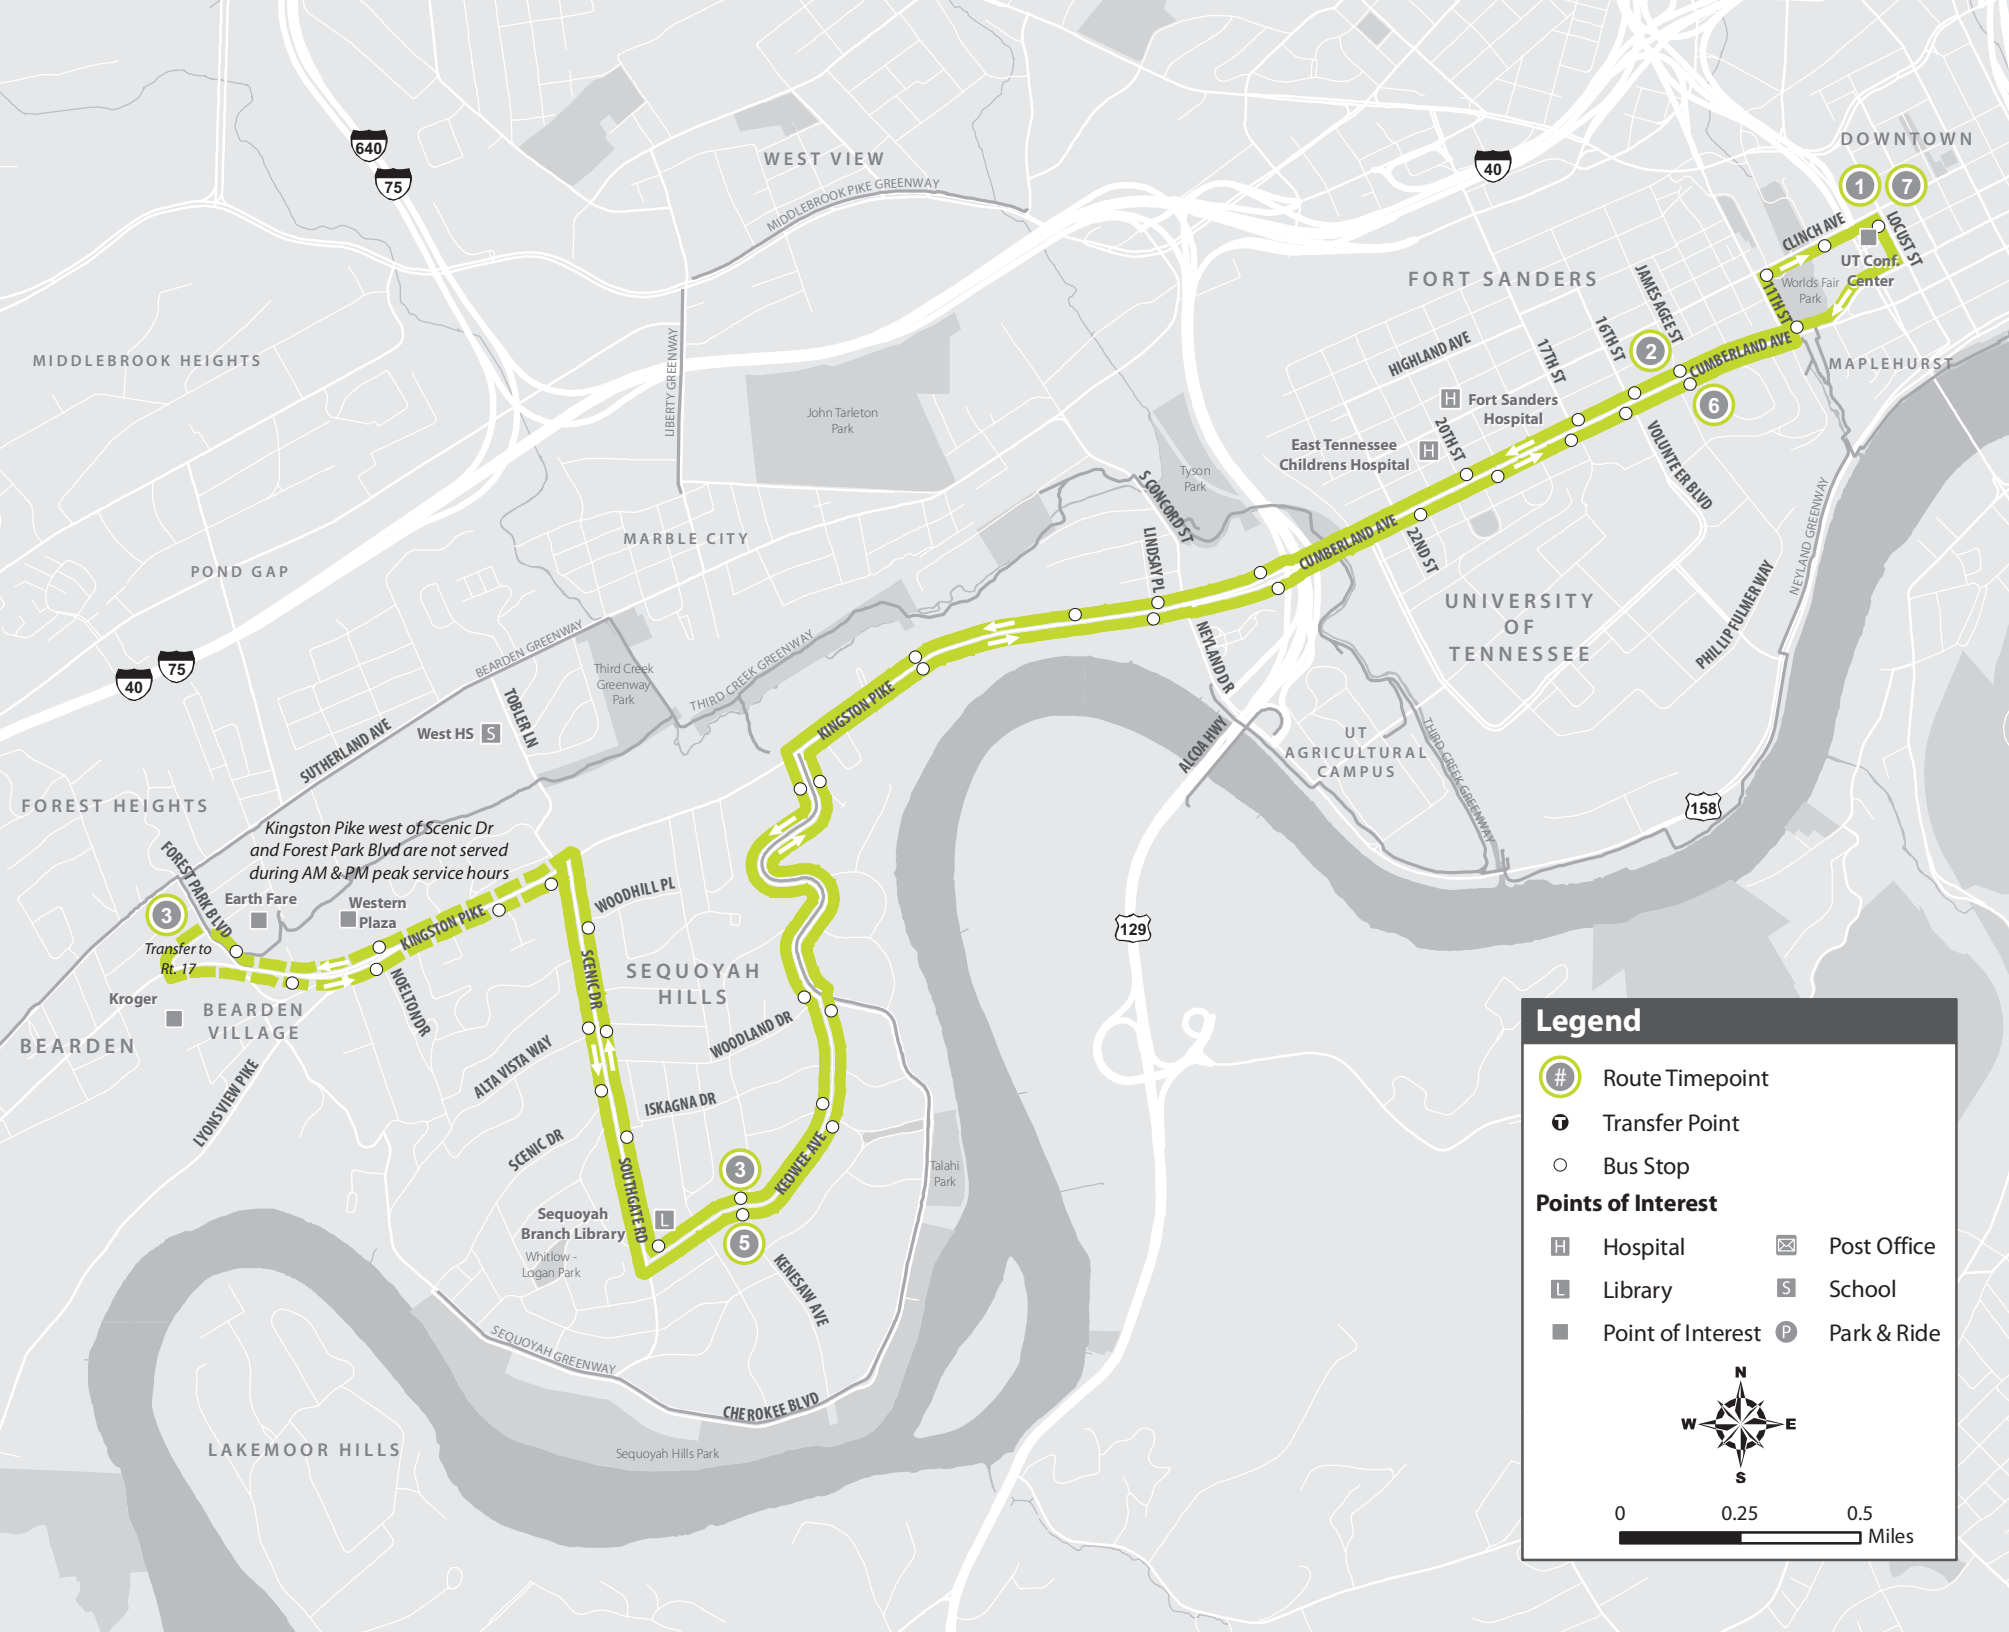 640
75
WEST VIEW
MIDDLEBROOK PIKE GREENWAY
40
DOWNTOWN
1
7
CLINCH AVE
LOCUST ST
UT Conf.
Center
Worlds Fair
Park
11TH ST
FORT SANDERS
JAMES AGEE ST
16TH ST
17TH ST
2
CUMBERLAND AVE
MAPLEHURST
6
HIGHLAND AVE
H
Fort Sanders
Hospital
20TH ST
East Tennessee
Childrens Hospital
H
VOLUNTEER BLVD
MIDDLEBROOK HEIGHTS
LIBERTY GREENWAY
John Tarleton
Park
Tyson
Park
S CONCORD ST
LINDSAY PL
CUMBERLAND AVE
22ND ST
NEYLAND GREENWAY
PHILLIP FULMER WAY
UNIVERSITY
OF
TENNESSEE
MARBLE CITY
POND GAP
BEARDEN GREENWAY
Third Creek
Greenway
Park
THIRD CREEK GREENWAY
NEYLAND DR
KINGSTON PIKE
40
75
West HS
S
TOBLER LN
SUTHERLAND AVE
ALCOA HWY
UT
AGRICULTURAL
CAMPUS
THIRD CREEK GREENWAY
158
FOREST HEIGHTS
Kingston Pike west of Scenic Dr
and Forest Park Blvd are not served
during AM & PM peak service hours
FOREST PARK BLVD
Earth Fare
Western
Plaza
3
Transfer to
Rt. 17
KINGSTON PIKE
WOODHILL PL
129
Kroger
BEARDEN
VILLAGE
BEARDEN
NOELTON DR
SCENIC DR
SEQUOYAH
HILLS
WOODLAND DR
ALTA VISTA WAY
ISKAGNA DR
LYONS VIEW PIKE
SCENIC DR
SOUTHGATE RD
3
KEOWEE AVE
Talahi
Park
Sequoyah
Branch Library
L
5
Whitlow -
Logan Park
KENESAW AVE
SEQUOYAH GREENWAY
CHEROKEE BLVD
LAKEMOOR HILLS
Sequoyah Hills Park
Legend
# Route Timepoint
T Transfer Point
Bus Stop
Points of Interest
H Hospital
Post Office
L Library
S School
Point of Interest
P Park & Ride
N
W E
S
0 0.25 0.5
Miles